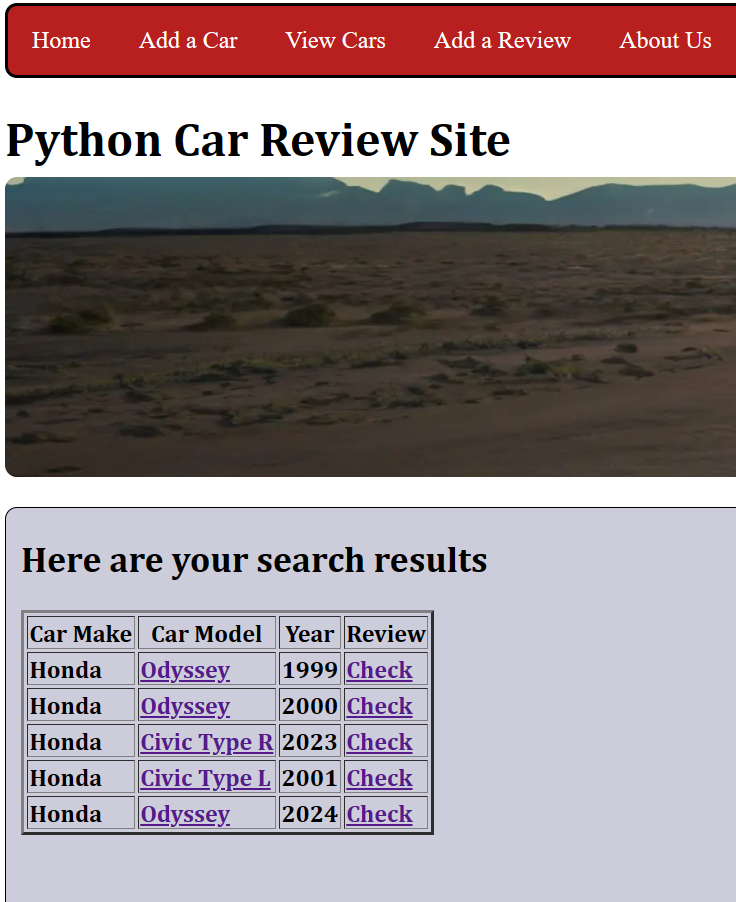 Home Add a Car View Cars Add a Review About Us
Python Car Review Site
Here are your search results
Car Make Car Model Year Review
Honda Odyssey 1999 Check
Honda Odyssey 2000 Check
Honda Civic Type R 2023 Check
Honda Civic Type L 2001 Check
Honda Odyssey 2024 Check